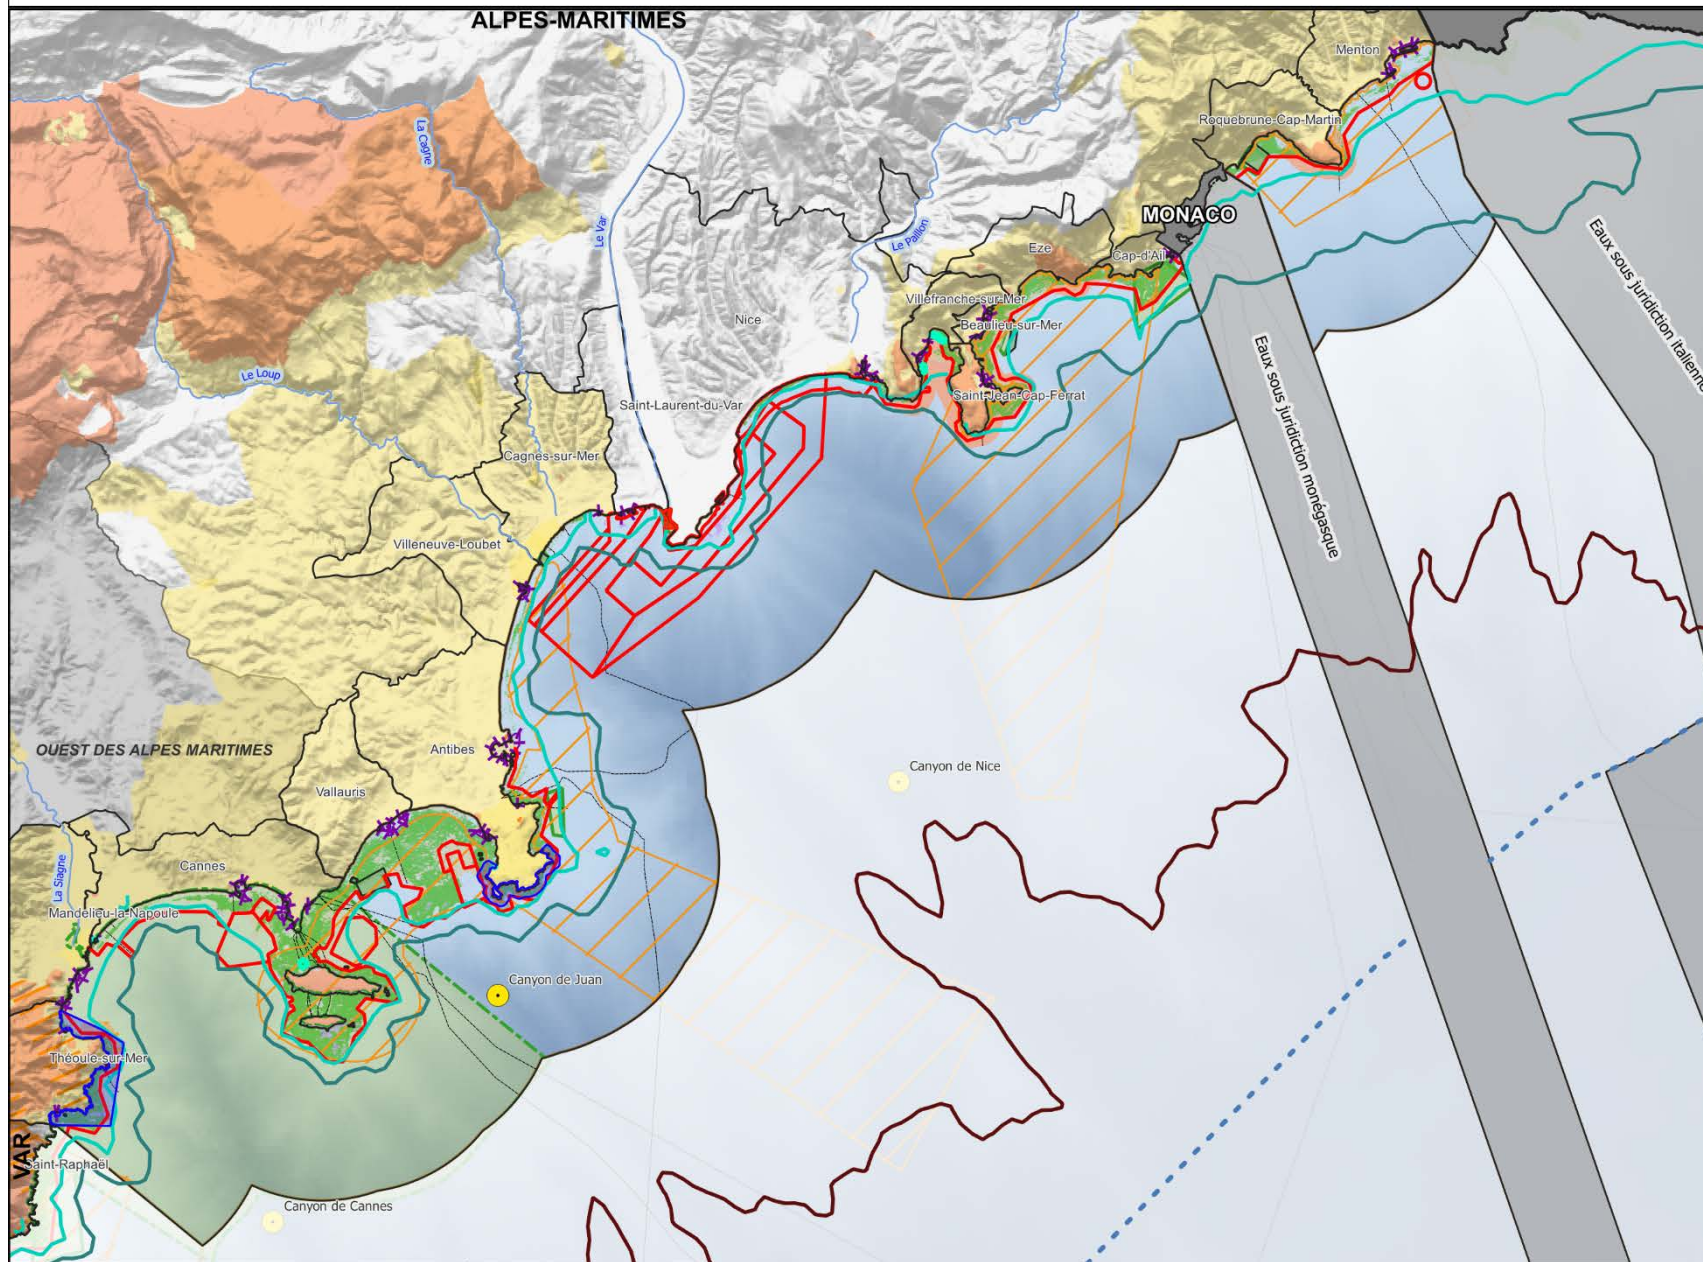 ALPES-MARITIMES
Menton
Roquebrune-Cap-Martin
La Cagne
MONACO
Le Var
Le Paillon
Eze
Cap-d'Ail
Eaux sous juridiction italienne
Villefranche-sur-Mer
Nice
Beaulieu-sur-Mer
Eaux sous juridiction monégasque
Le Loup
Saint-Jean-Cap-Ferrat
Saint-Laurent-du-Var
Cagnes-sur-Mer
Villeneuve-Loubet
OUEST DES ALPES MARITIMES
Antibes
Canyon de Nice
Vallauris
Cannes
La Siagne
Mandelieu-la-Napoule
Canyon de Juan
Théoule-sur-Mer
VAR
Saint-Raphaël
Canyon de Cannes